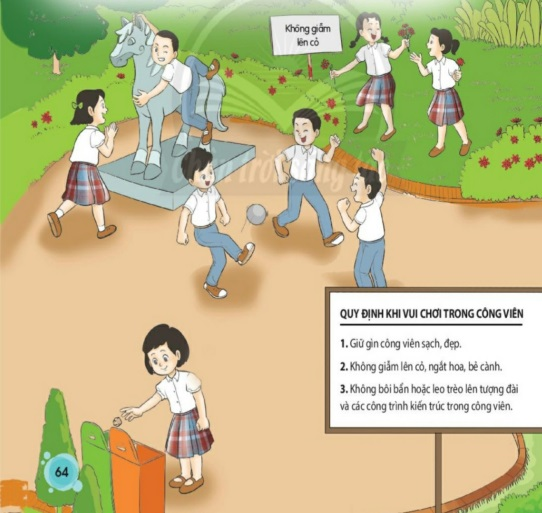 Không giẫm
lên cỏ
QUY ĐỊNH KHI VUI CHƠI TRONG CÔNG VIÊN
1. Giữ gìn công viên sạch, đẹp.
2. Không giẫm lên cỏ, ngắt hoa, bẻ cành.
3. Không bôi bẩn hoặc leo trèo lên tượng đài
và các công trình kiến trúc trong công viên.
64